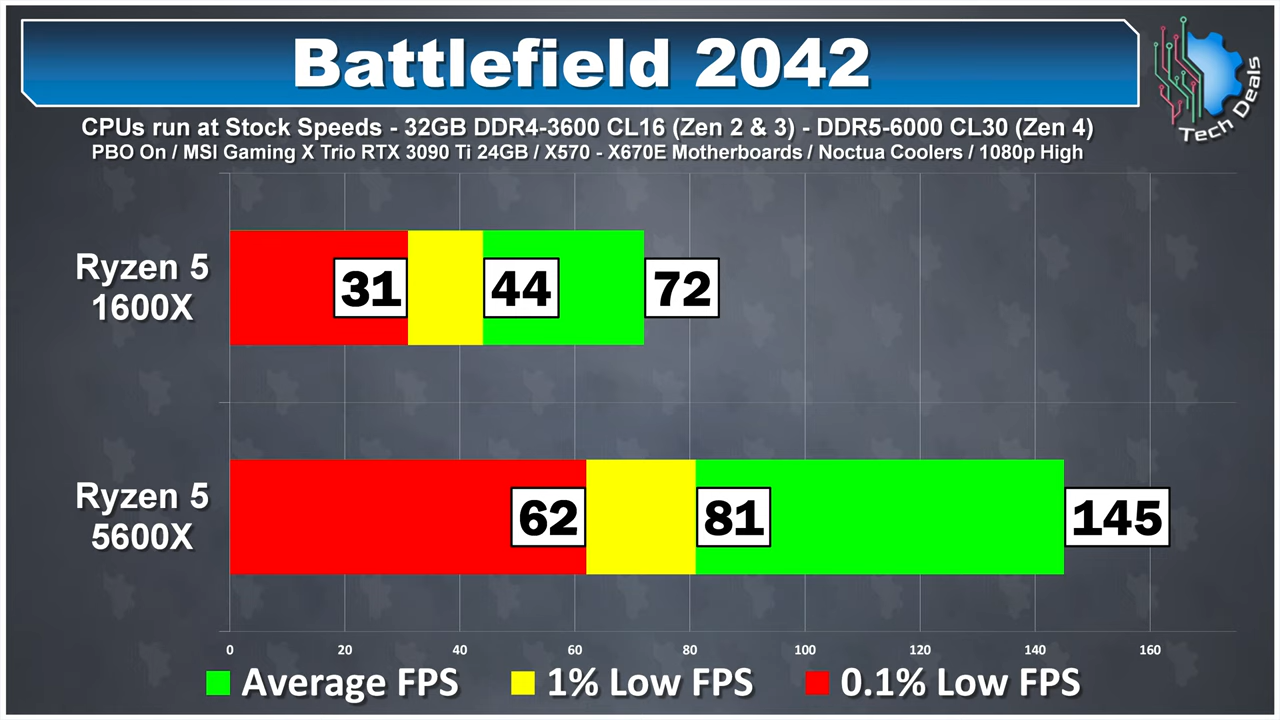 Battlefield 2042
Tech Deals
CPUs run at Stock Speeds - 32GB DDR4-3600 CL16 (Zen 2 & 3) - DDR5-6000 CL30 (Zen 4)
PBO On / MSI Gaming X Trio RTX 3090 Ti 24GB / X570 - X670E Motherboards / Noctua Coolers / 1080p High
Ryzen 5
1600X
31 44 72
Ryzen 5
5600X
62 81 145
0 20 40 60 80 100 120 140 160
Average FPS 1% Low FPS 0.1% Low FPS